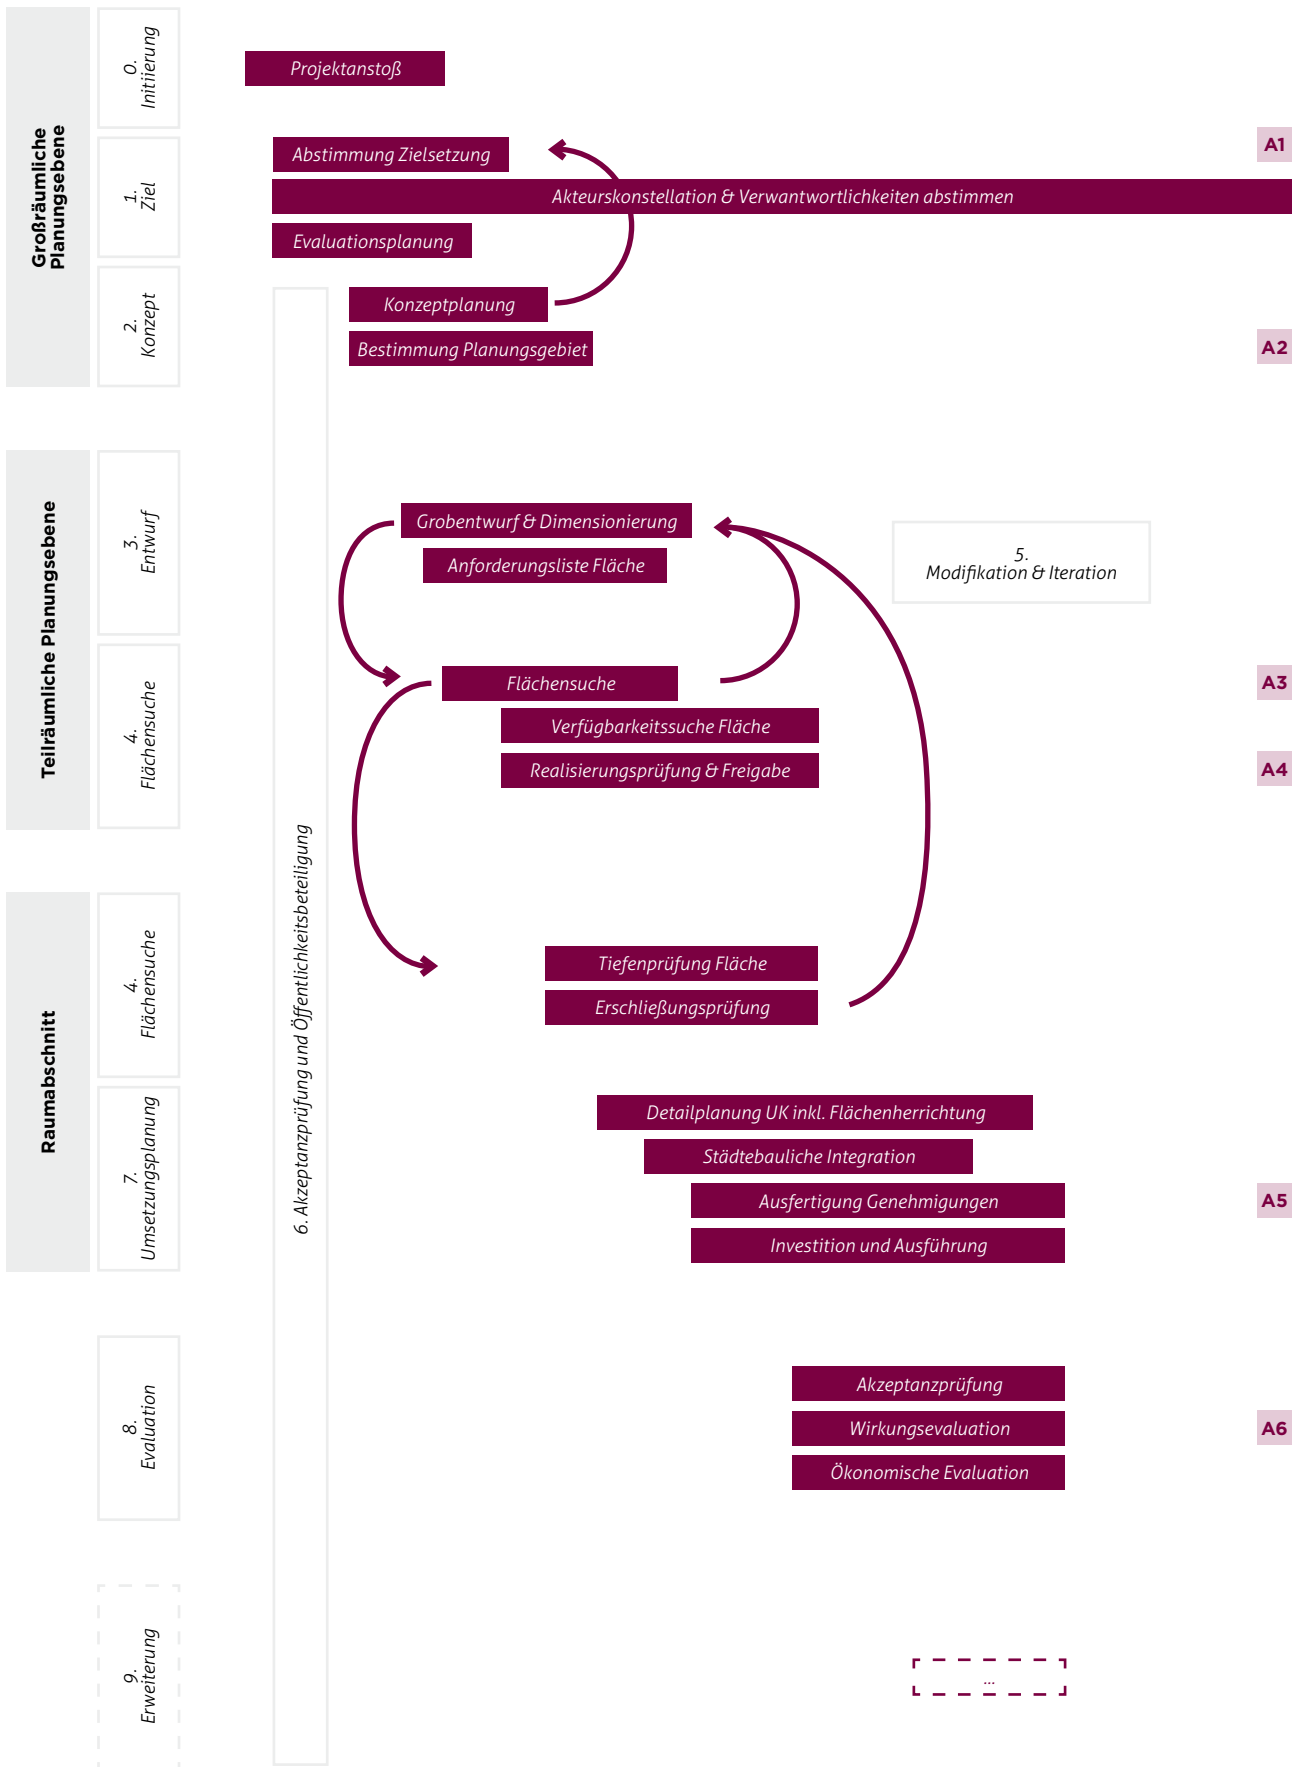 Großräumliche
Planungsebene
0.
Initiierung
Projektanstoß
1.
Ziel
Abstimmung Zielsetzung
A1
Akteurskonstellation & Verwantwortlichkeiten abstimmen
Evaluationsplanung
2.
Konzept
Konzeptplanung
Bestimmung Planungsgebiet
A2
Teilräumliche Planungsebene
3.
Entwurf
Grobentwurf & Dimensionierung
Anforderungsliste Fläche
5.
Modifikation & Iteration
4.
Flächensuche
Flächensuche
A3
Verfügbarkeitssuche Fläche
Realisierungsprüfung & Freigabe
A4
6. Akzeptanzprüfung und Öffentlichkeitsbeteiligung
Raumabschnitt
4.
Flächensuche
Tiefenprüfung Fläche
Erschließungsprüfung
7.
Umsetzungsplanung
Detailplanung UK inkl. Flächenherrichtung
Städtebauliche Integration
Ausfertigung Genehmigungen
A5
Investition und Ausführung
8.
Evaluation
Akzeptanzprüfung
Wirkungsevaluation
A6
Ökonomische Evaluation
9.
Erweiterung
...